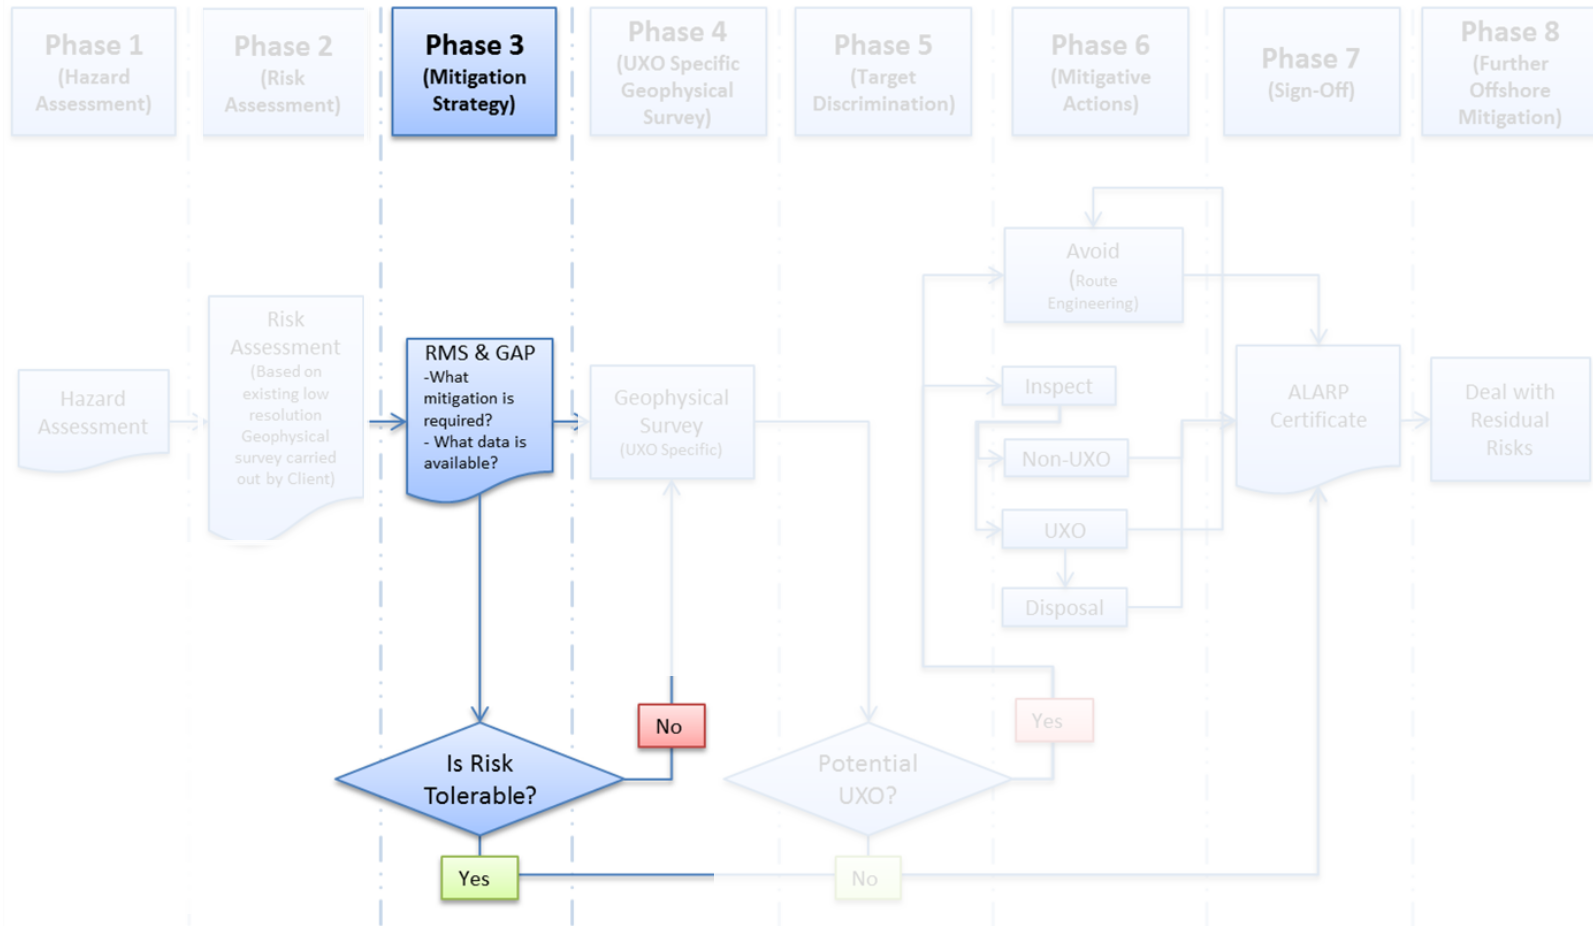 Phase 1
(Hazard
Assessment)
Phase 2
(Risk
Assessment)
Phase 3
(Mitigation
Strategy)
Phase 4
(UXO Specific
Geophysical
Survey)
Phase 5
(Target
Discrimination)
Phase 6
(Mitigative
Actions)
Phase 7
(Sign-Off)
Phase 8
(Further
Offshore
Mitigation)
Hazard
Assessment
Risk
Assessment
(Based on
existing low
resolution
Geophysical
survey carried
out by Client)
RMS & GAP
-What
mitigation is
required?
- What data is
available?
Geophysical
Survey
(UXO Specific)
Avoid
(Route
Engineering)
Inspect
Non-UXO
UXO
Disposal
ALARP
Certificate
Deal with
Residual
Risks
No
Is Risk
Tolerable?
Yes
Potential
UXO?
Yes
No